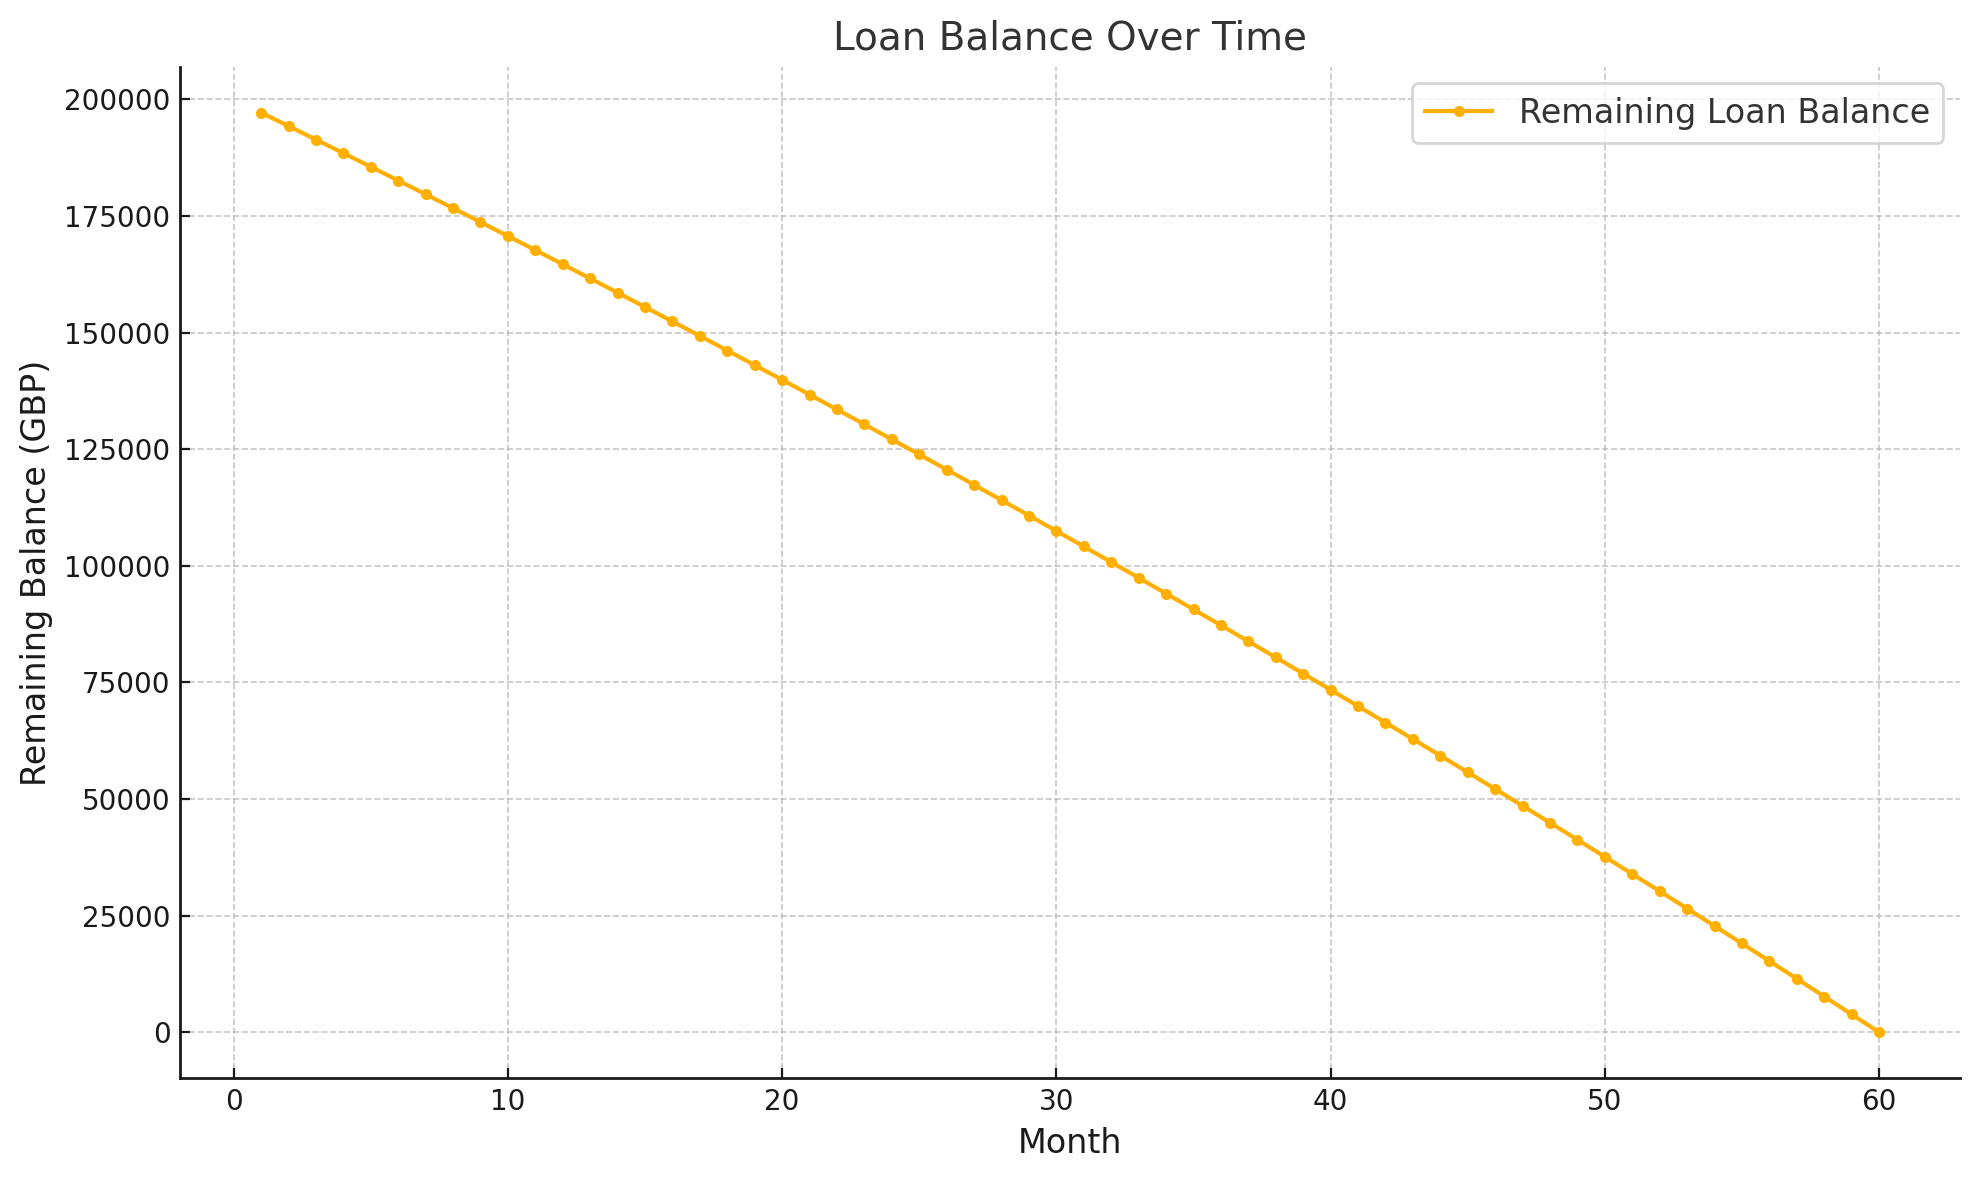 Loan Balance Over Time
Remaining Loan Balance
Remaining Balance (GBP)
200000
175000
150000
125000
100000
75000
50000
25000
0
0 10 20 30 40 50 60
Month